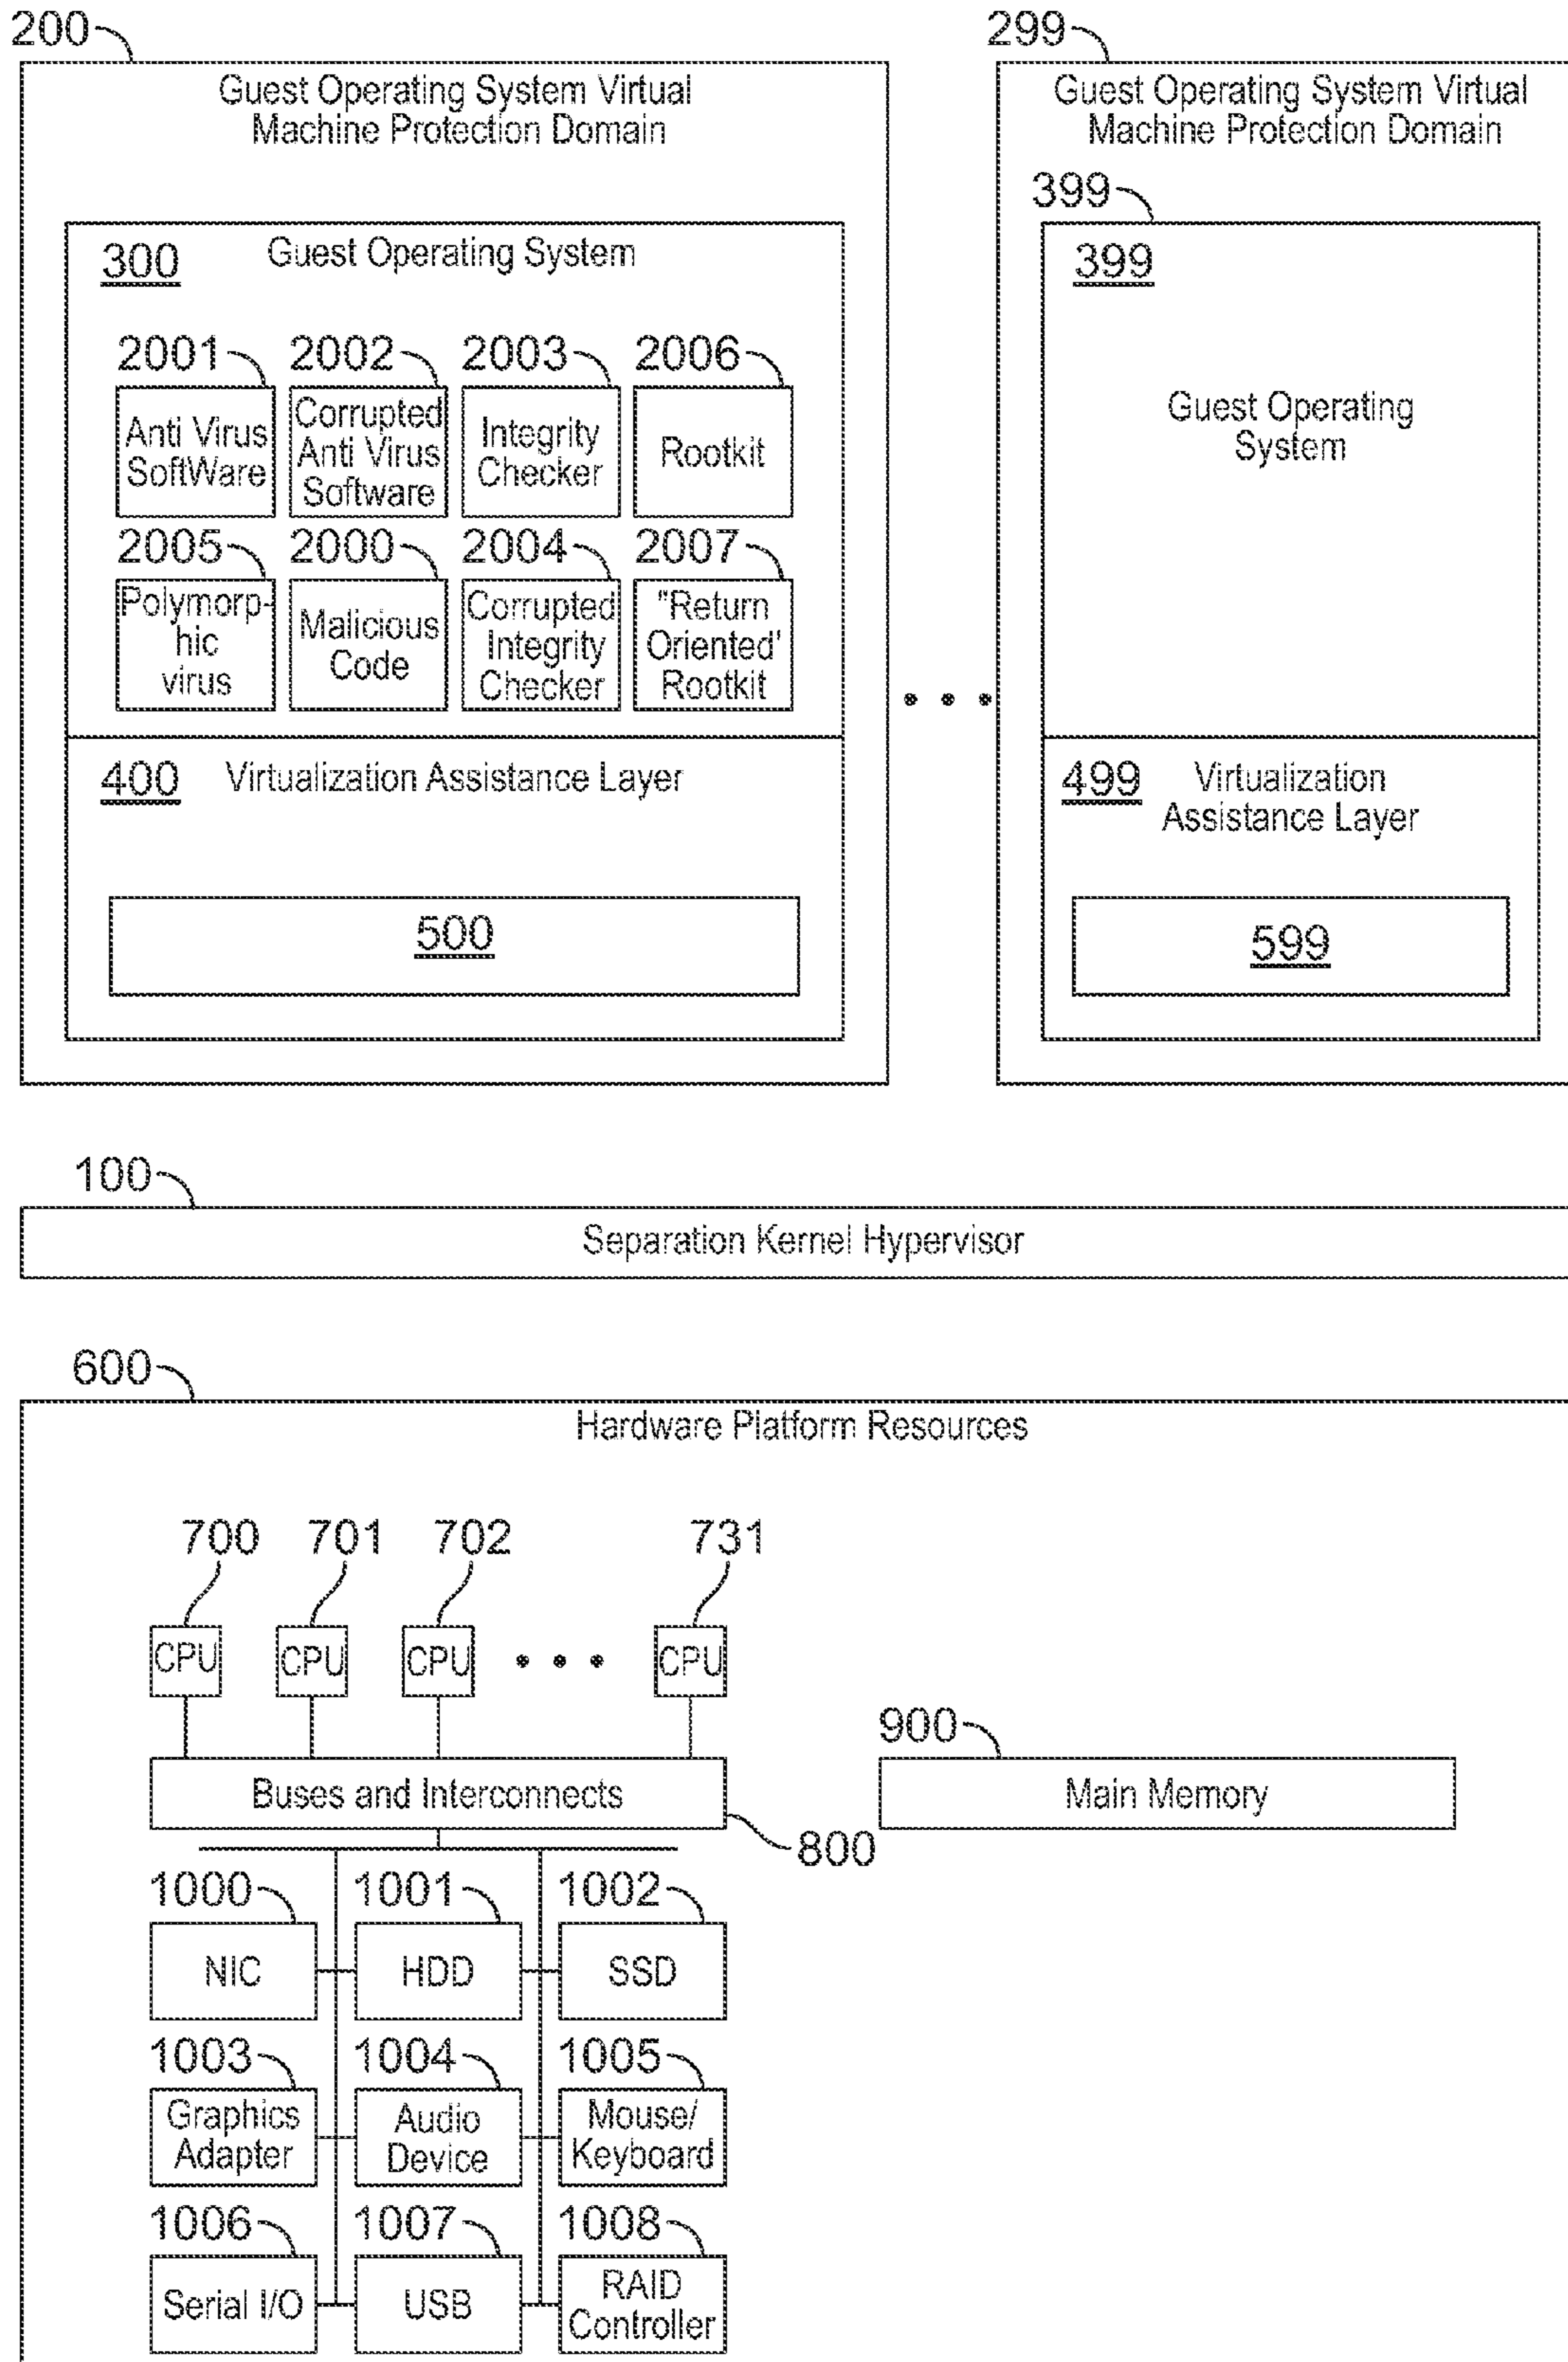 200
299
Guest Operating System Virtual
Machine Protection Domain
Guest Operating System Virtual
Machine Protection Domain
399
300
Guest Operating System
399
2001
2002
2003
2006
Anti Virus
SoftWare
Corrupted
Anti Virus
Software
Integrity
Checker
Rootkit
Guest Operating
System
2005
2000
2004
2007
Polymorp-
hic
virus
Malicious
Code
Corrupted
Integrity
Checker
"Return
Oriented'
Rootkit
400
Virtualization Assistance Layer
499
Virtualization
Assistance Layer
500
599
100
Separation Kernel Hypervisor
600
Hardware Platform Resources
700
701
702
731
CPU
CPU
CPU
CPU
900
Buses and Interconnects
Main Memory
800
1000
1001
1002
NIC
HDD
SSD
1003
1004
1005
Graphics
Adapter
Audio
Device
Mouse/
Keyboard
1006
1007
1008
Serial I/O
USB
RAID
Controller